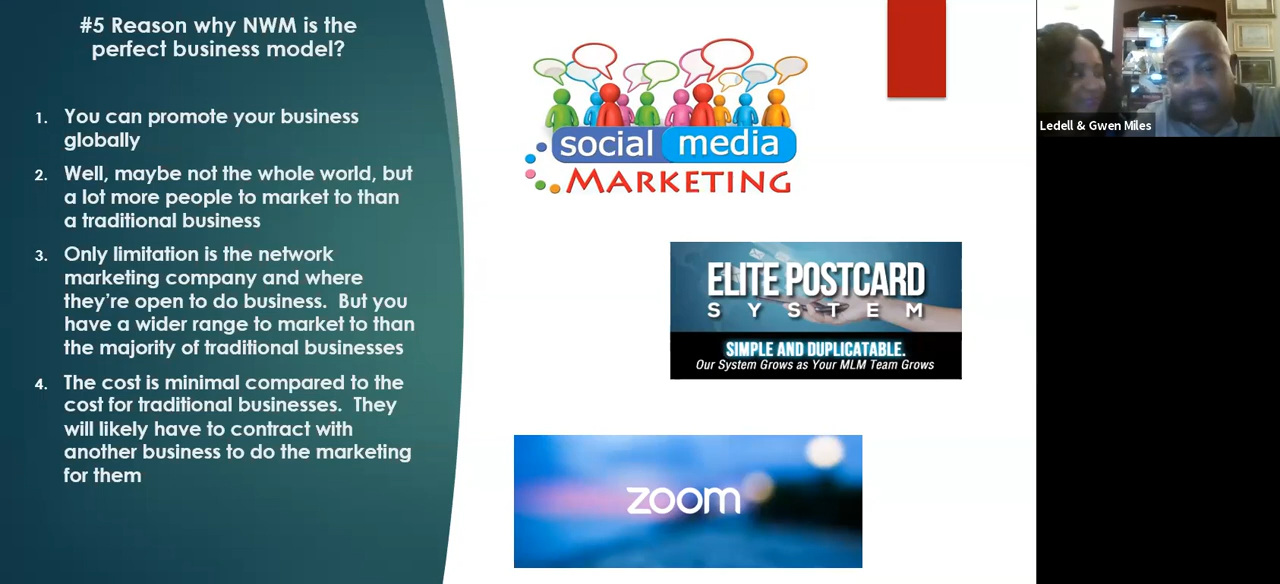 #5 Reason why NWM is the
perfect business model?
1. You can promote your business
globally
2. Well, maybe not the whole world, but
a lot more people to market to than
a traditional business
3. Only limitation is the network
marketing company and where
they're open to do business. But you
have a wider range to market to than
the majority of traditional businesses
4. The cost is minimal compared to the
cost for traditional businesses. They
will likely have to contract with
another business to do the marketing
for them
social media
MARKETING
ELITE POSTCARD
SYSTEM
SIMPLE AND DUPLICATABLE.
Our System Grows as Your MLM Team Grows
zoom
Ledell & Gwen Miles